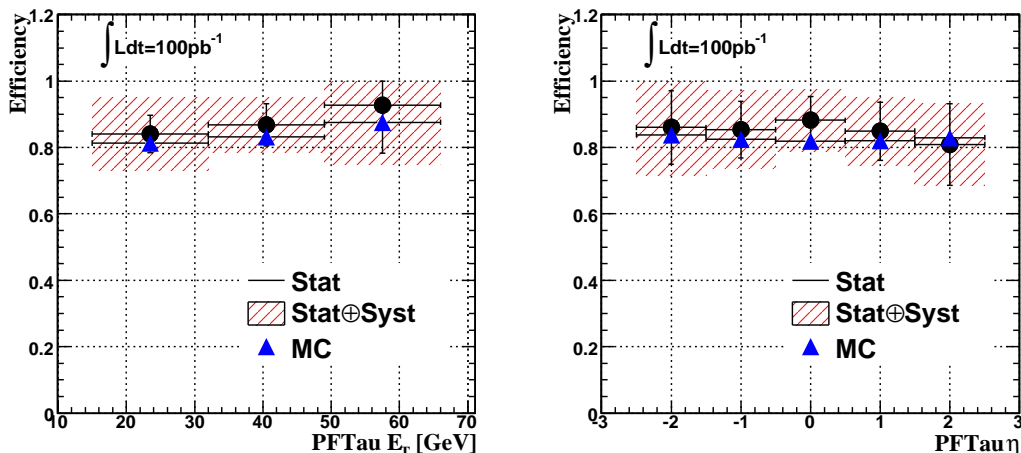 Efficiency
1.2
1
0.8
0.6
0.4
0.2
0
∫Ldt=100pb⁻¹
Stat
Stat⊕Syst
MC
10 20 30 40 50 60 70
PFTau E_T [GeV]
Efficiency
1.2
1
0.8
0.6
0.4
0.2
0
∫Ldt=100pb⁻¹
Stat
Stat⊕Syst
MC
-3 -2 -1 0 1 2 3
PFTau η